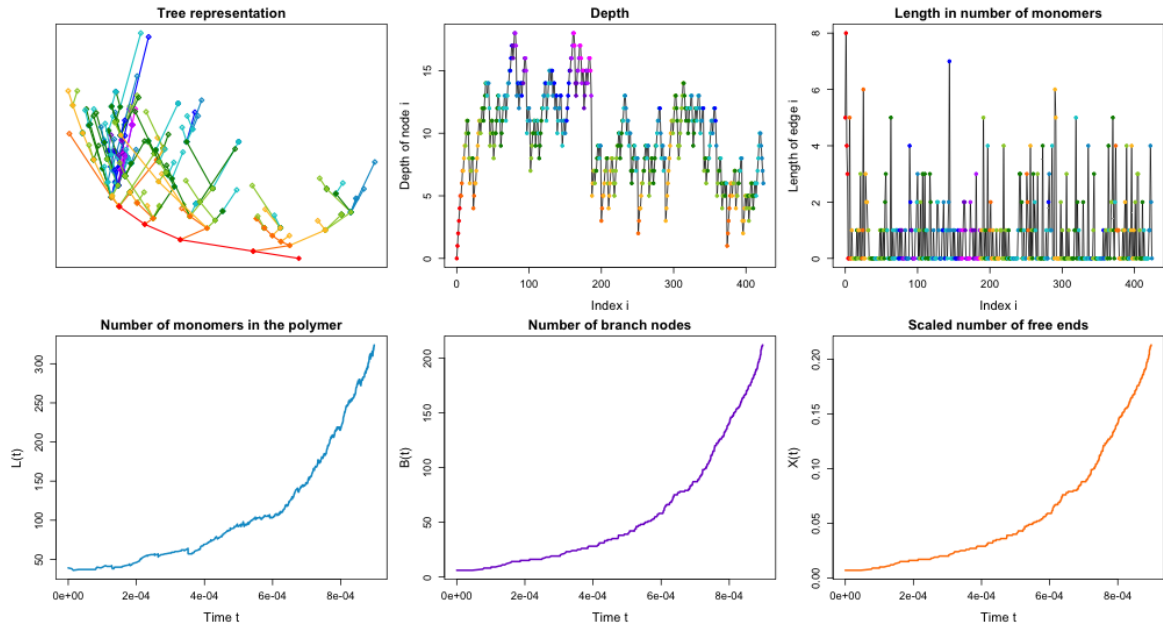 Tree representation
Depth
Depth of node i
0
5
10
15
0
100
200
300
400
Index i
Length in number of monomers
Length of edge i
0
2
4
6
8
0
100
200
300
400
Index i
Number of monomers in the polymer
L(t)
50
100
150
200
250
300
0e+00
2e-04
4e-04
6e-04
8e-04
Time t
Number of branch nodes
B(t)
0
50
100
150
200
0e+00
2e-04
4e-04
6e-04
8e-04
Time t
Scaled number of free ends
X(t)
0.00
0.05
0.10
0.15
0.20
0e+00
2e-04
4e-04
6e-04
8e-04
Time t